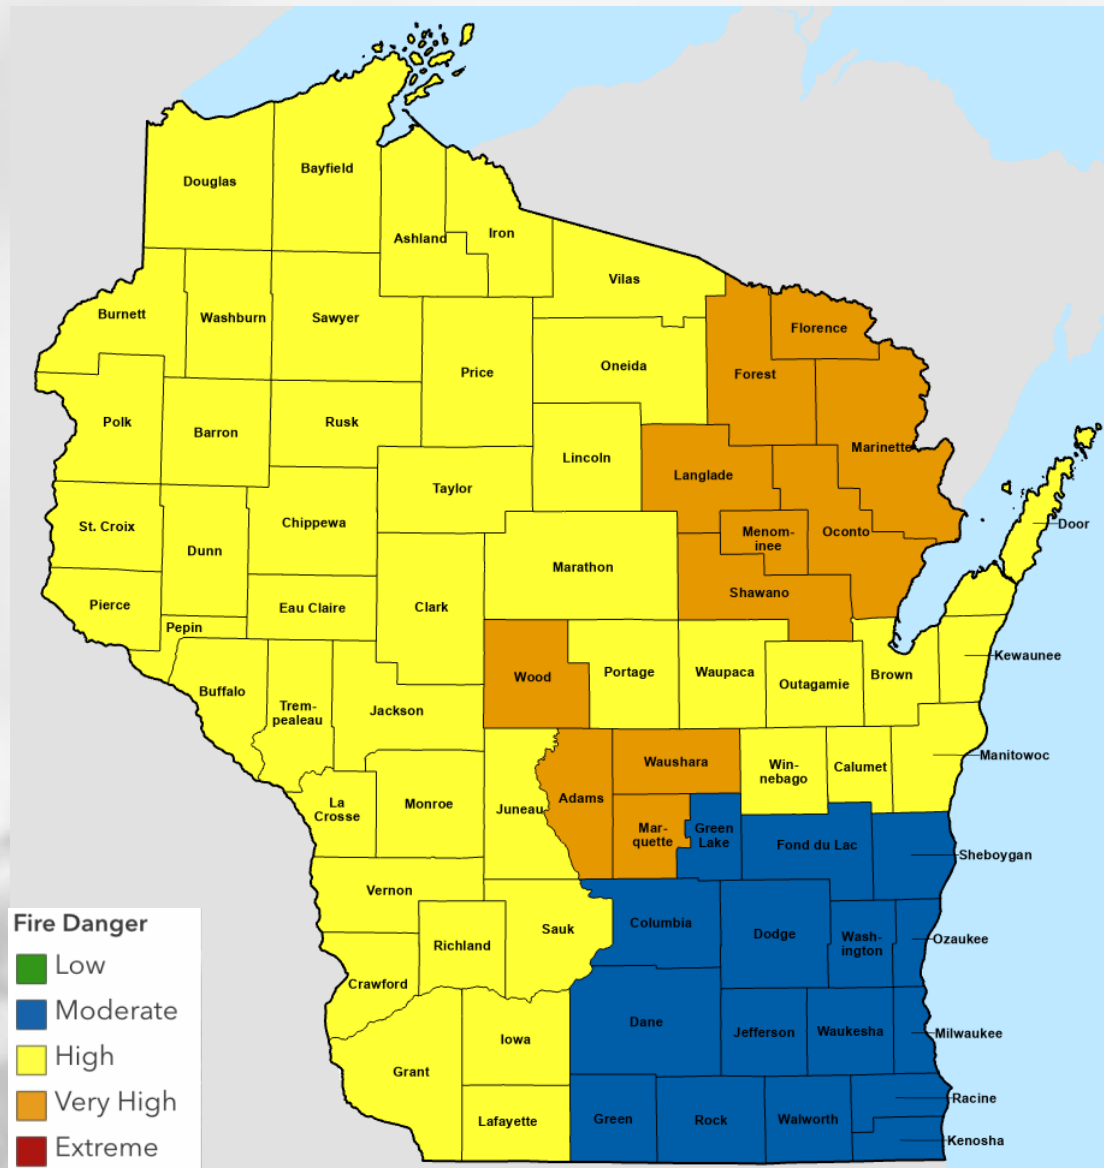 Bayfield
Douglas
Ashland
Iron
Vilas
Burnett
Washburn
Sawyer
Florence
Price
Oneida
Forest
Polk
Barron
Rusk
Marinette
Lincoln
Langlade
Taylor
St. Croix
Chippewa
Door
Dunn
Menom-
inee
Oconto
Marathon
Shawano
Pierce
Eau Claire
Clark
Pepin
Kewaunee
Wood
Portage
Waupaca
Outagamie
Brown
Buffalo
Trem-
pealeau
Jackson
Manitowoc
Waushara
Win-
nebago
Calumet
Adams
La
Crosse
Monroe
Juneau
Mar-
quette
Green
Lake
Fond du Lac
Sheboygan
Vernon
Fire Danger
Low
Moderate
High
Very High
Extreme
Richland
Sauk
Columbia
Dodge
Wash-
ington
Ozaukee
Crawford
Dane
Jefferson
Waukesha
Milwaukee
Iowa
Grant
Lafayette
Green
Rock
Walworth
Racine
Kenosha